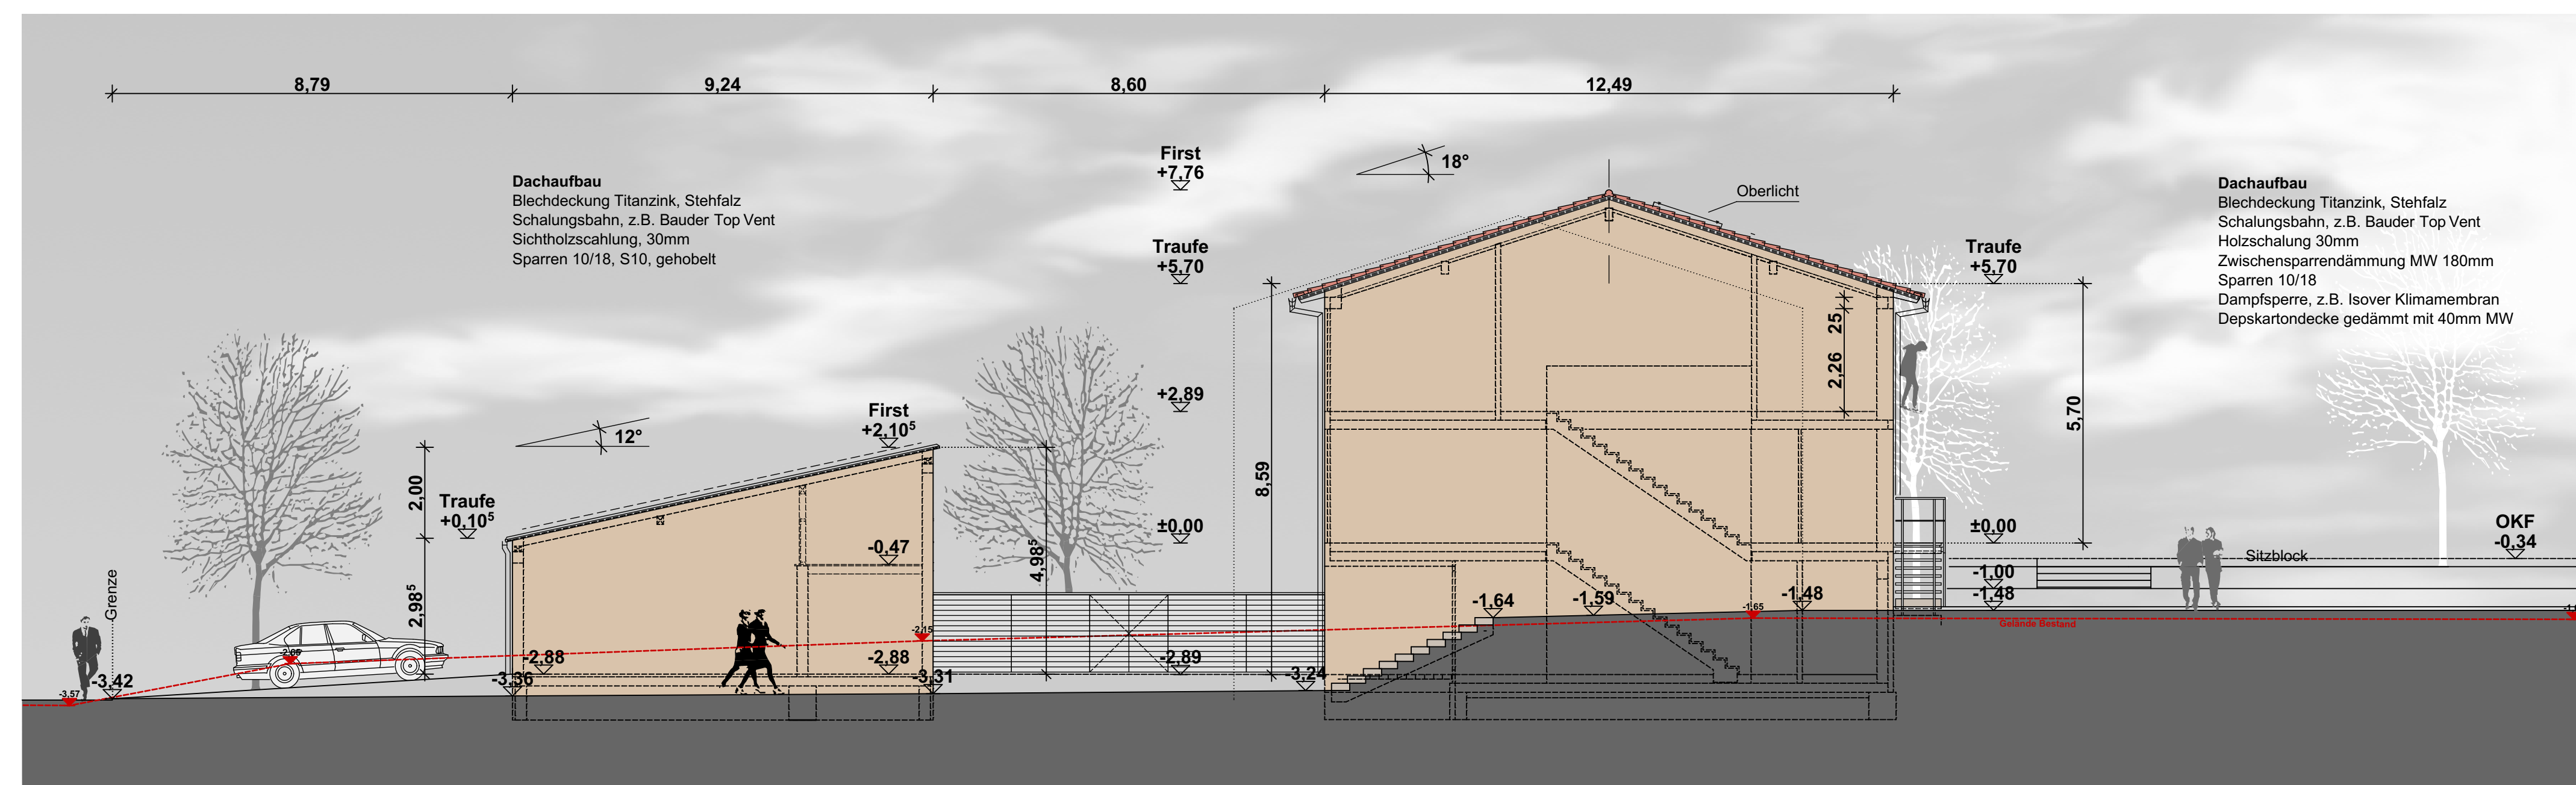 8,79
9,24
8,60
12,49
First
+7,76
18°
Oberlicht
Dachaufbau
Blechdeckung Titanzink, Stehfalz
Schalungsbahn, z.B. Bauder Top Vent
Sichtholzscahlung, 30mm
Sparren 10/18, S10, gehobelt
Dachaufbau
Blechdeckung Titanzink, Stehfalz
Schalungsbahn, z.B. Bauder Top Vent
Holzschalung 30mm
Zwischensparrendämmung MW 180mm
Sparren 10/18
Dampfsperre, z.B. Isover Klimamembran
Depskartondecke gedämmt mit 40mm MW
Traufe
+5,70
Traufe
+5,70
25
2,26
+2,89
5,70
First
+2,10⁵
12°
2,00
Traufe
+0,10⁵
8,59
±0,00
±0,00
OKF
-0,34
-0,47
4,98⁵
Sitzblock
Grenze
2,98⁵
-1,00
-1,48
-1,64
-1,59
-1,48
-1,65
Gelände Bestand
-2,15
-2,05
-2,88
-2,88
-2,89
-3,57
-3,42
-3,36
-3,31
-3,24